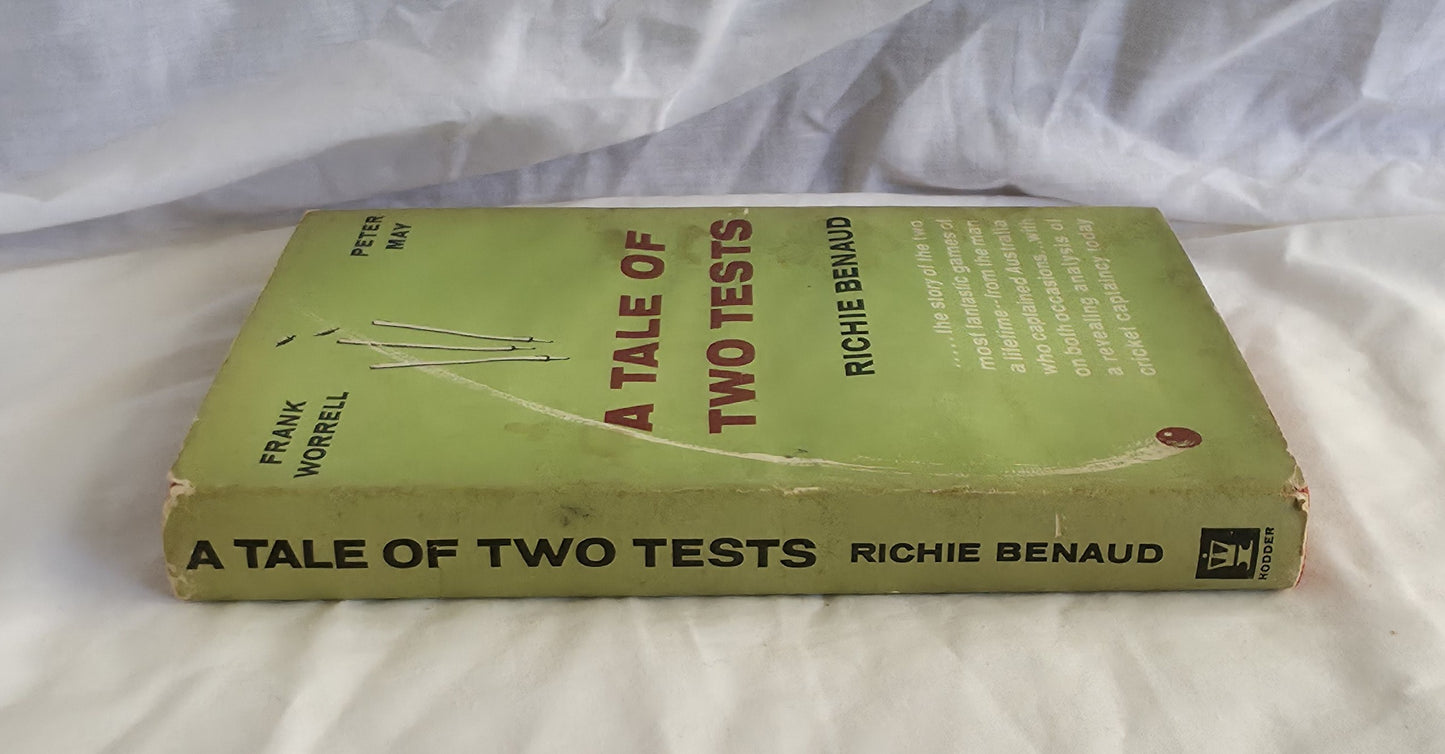 FRANK
WORRELL
PETER
MAY
A TALE OF
TWO TESTS
RICHIE BENAUD
.....the story of the two
most fantastic games of
a lifetime-from the man
who captained Australia
on both occasions...with
a revealing analysis of
cricket captaincy today
A TALE OF TWO TESTS RICHIE BENAUD
HODDER